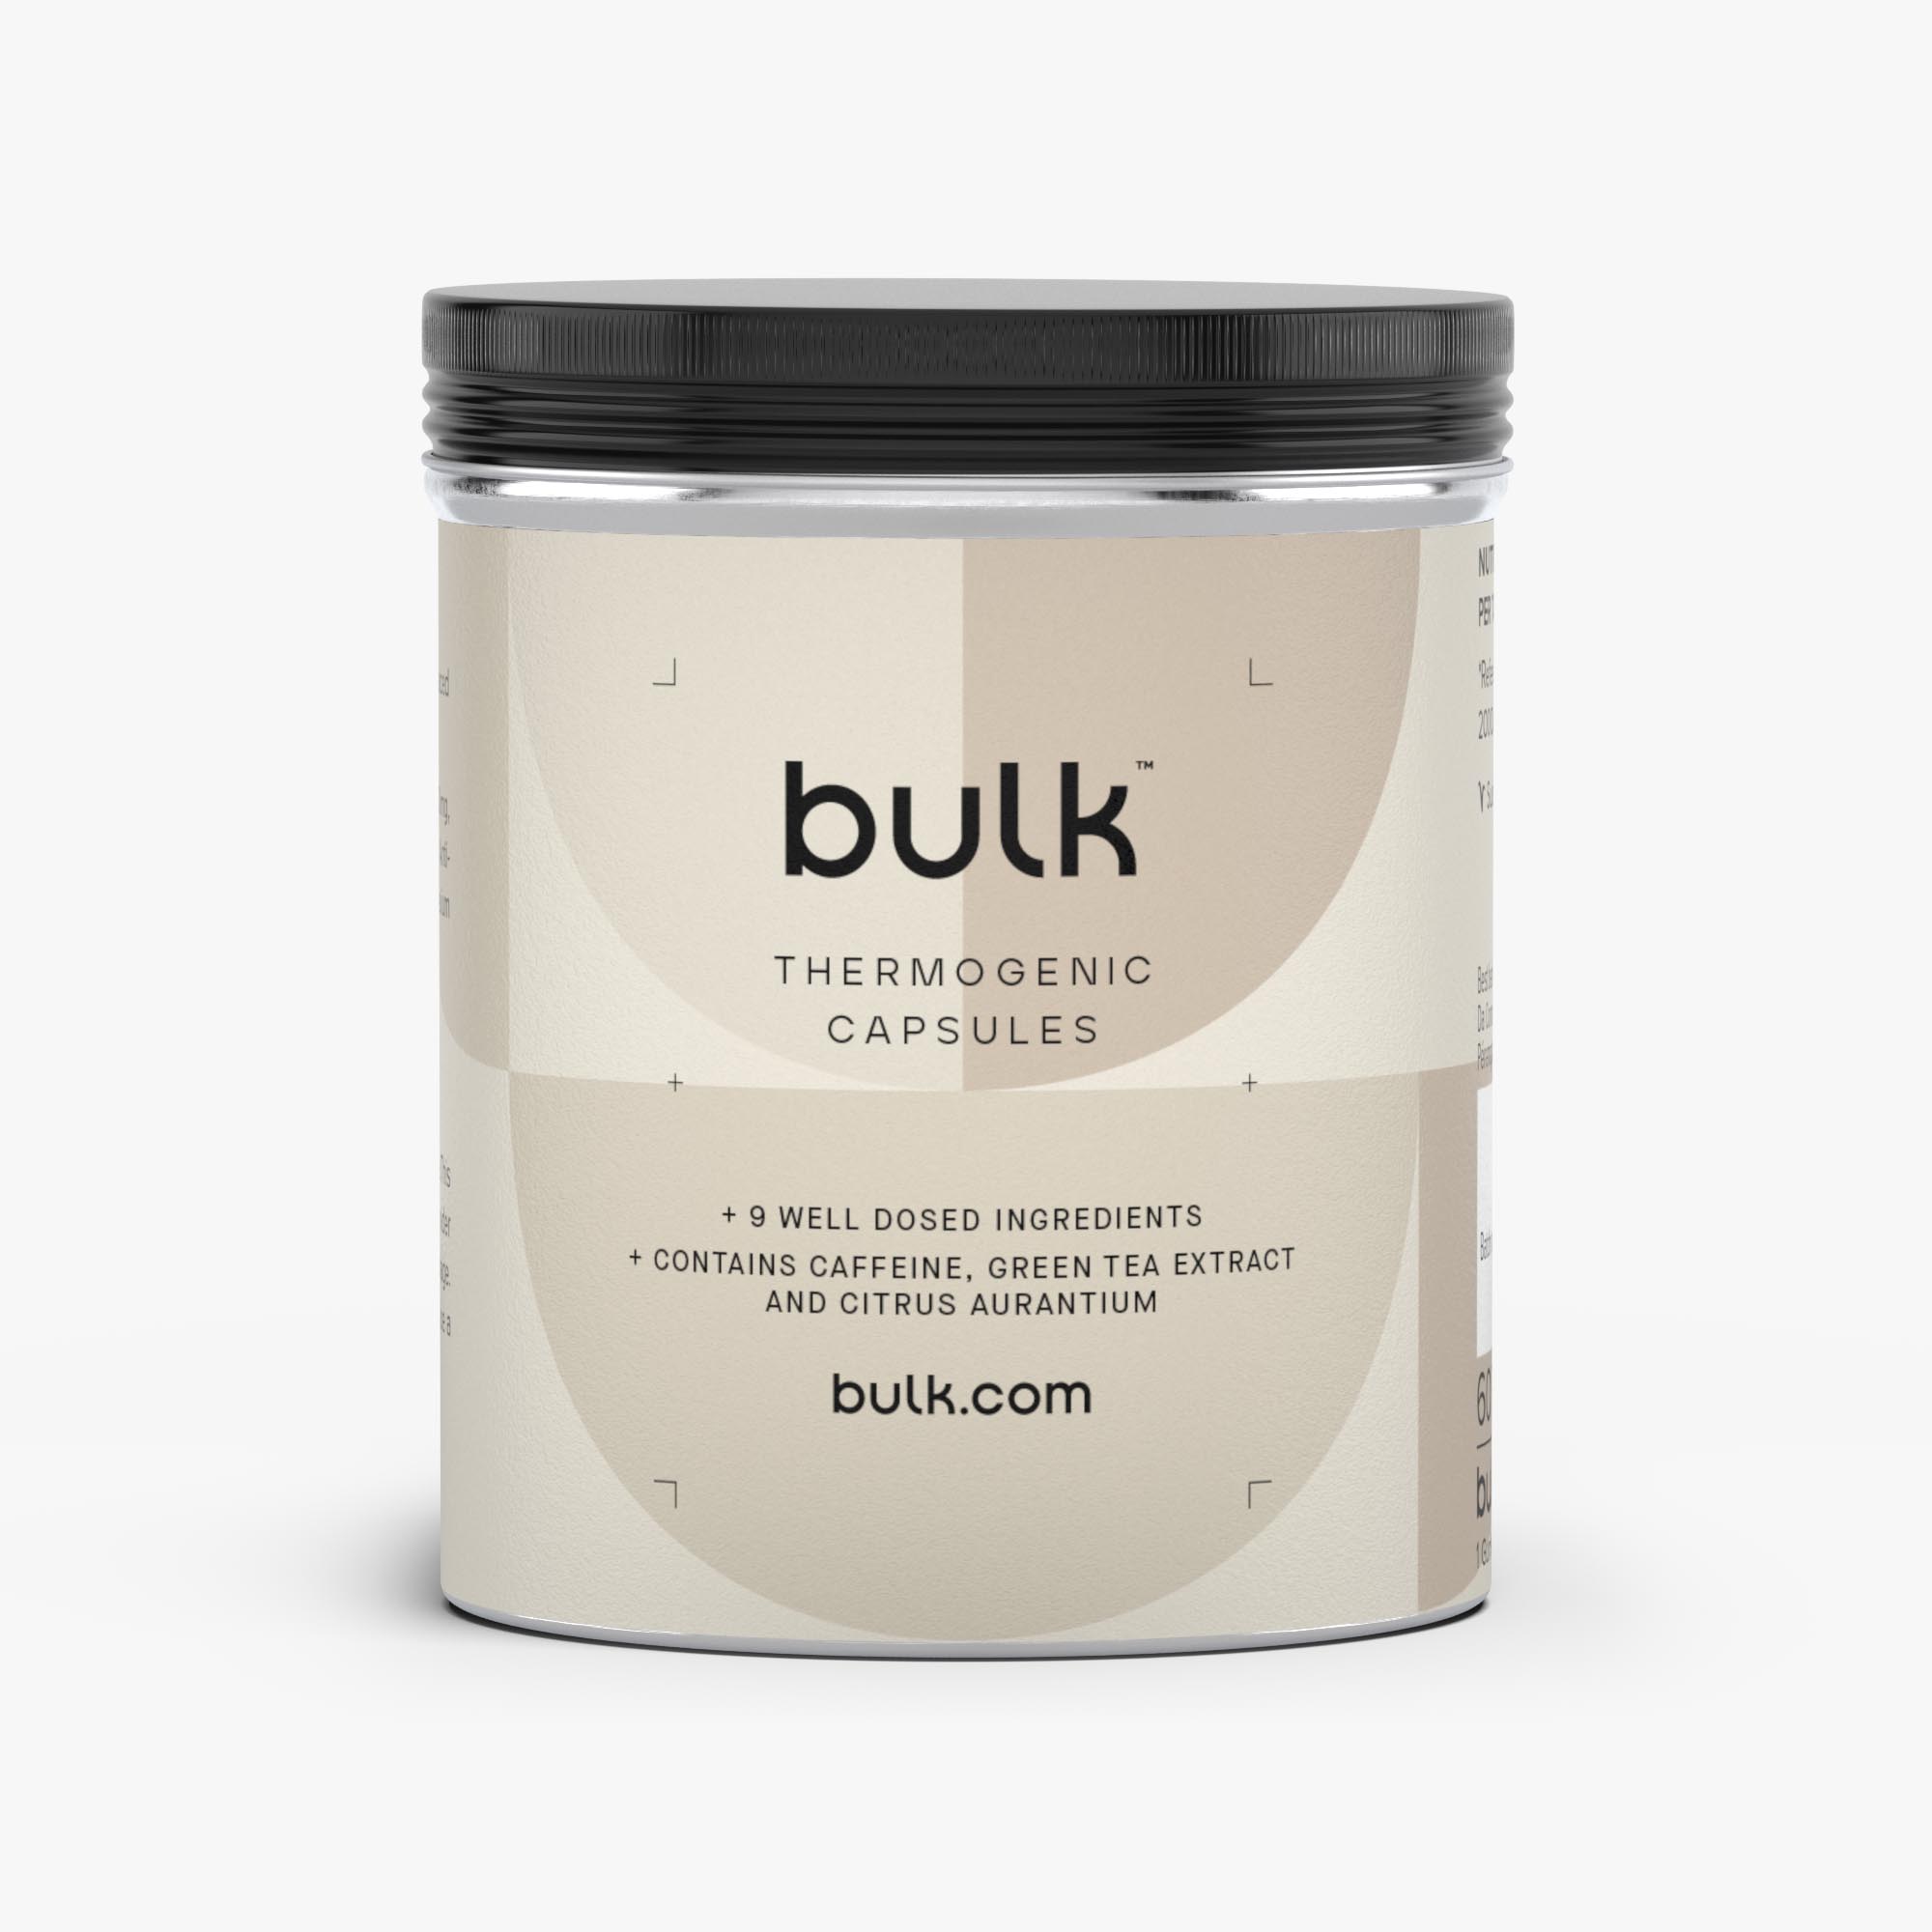 bulk™
THERMOGENIC
CAPSULES
+ 9 WELL DOSED INGREDIENTS
+ CONTAINS CAFFEINE, GREEN TEA EXTRACT
AND CITRUS AURANTIUM
bulk.com